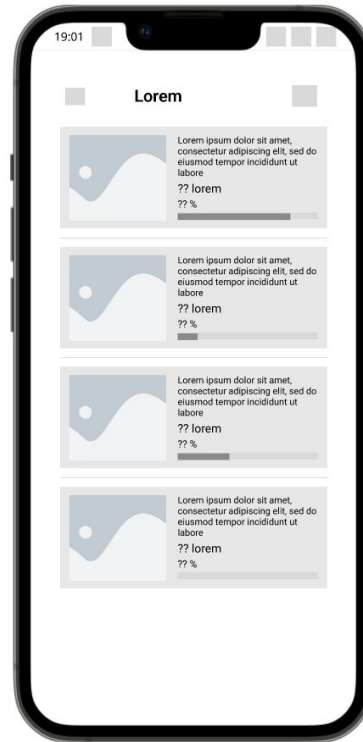 19:01
Lorem
Lorem ipsum dolor sit amet,
consectetur adipiscing elit, sed do
eiusmod tempor incididunt ut
labore
?? lorem
?? %
Lorem ipsum dolor sit amet,
consectetur adipiscing elit, sed do
eiusmod tempor incididunt ut
labore
?? lorem
?? %
Lorem ipsum dolor sit amet,
consectetur adipiscing elit, sed do
eiusmod tempor incididunt ut
labore
?? lorem
?? %
Lorem ipsum dolor sit amet,
consectetur adipiscing elit, sed do
eiusmod tempor incididunt ut
labore
?? lorem
?? %